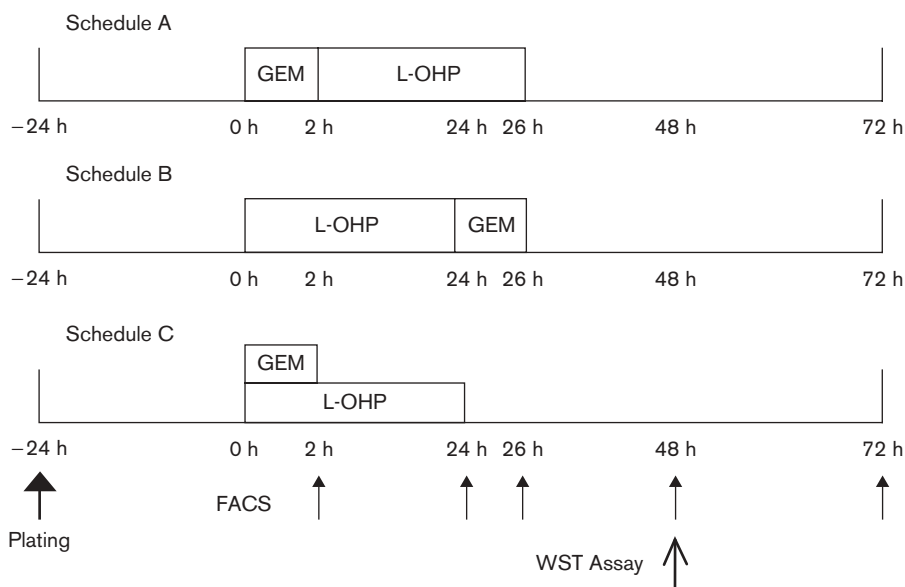 Schedule A
GEM L-OHP
−24 h 0 h 2 h 24 h 26 h 48 h 72 h
Schedule B
L-OHP GEM
−24 h 0 h 2 h 24 h 26 h 48 h 72 h
Schedule C
GEM
L-OHP
−24 h 0 h 2 h 24 h 26 h 48 h 72 h
FACS
Plating
WST Assay